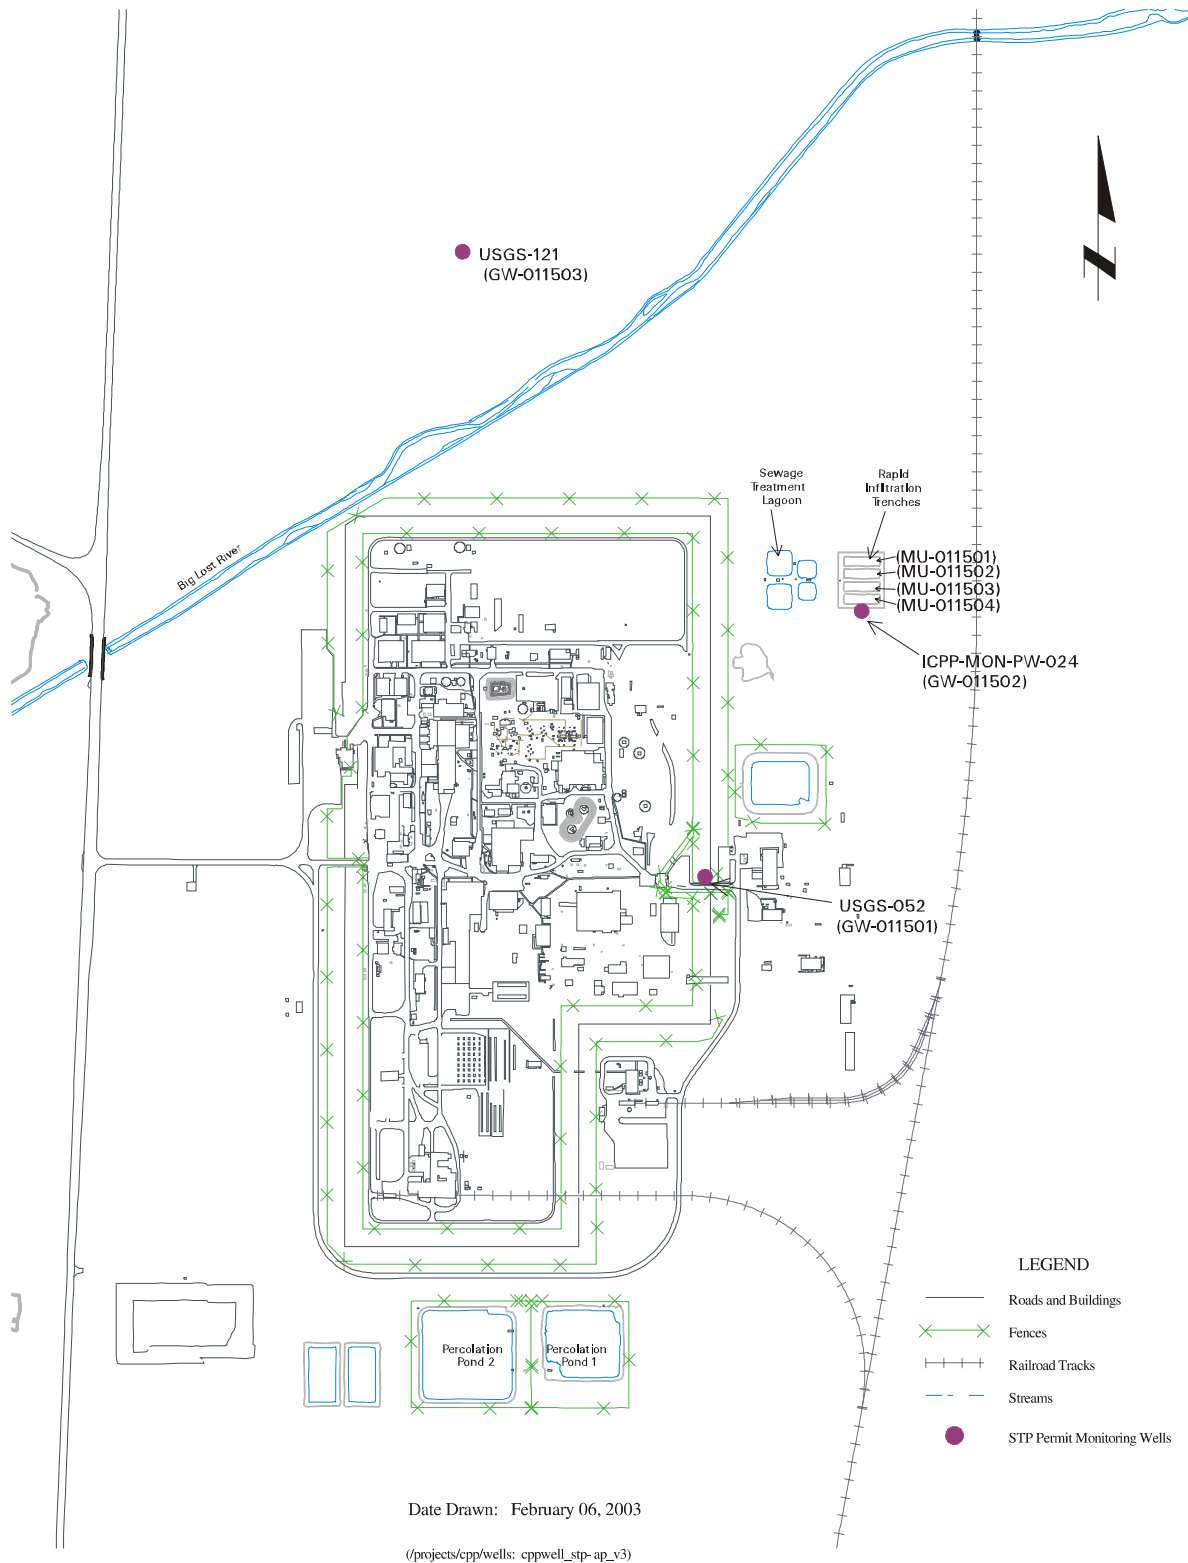 USGS-121
(GW-011503)
Sewage
Treatment
Lagoon
Rapid
Infiltration
Trenches
Big Lost River
(MU-011501)
(MU-011502)
(MU-011503)
(MU-011504)
ICPP-MON-PW-024
(GW-011502)
USGS-052
(GW-011501)
LEGEND
Roads and Buildings
Fences
Railroad Tracks
Streams
STP Permit Monitoring Wells
Percolation
Pond 2
Percolation
Pond 1
Date Drawn: February 06, 2003
(/projects/cpp/wells: cppwell_stp- ap_v3)